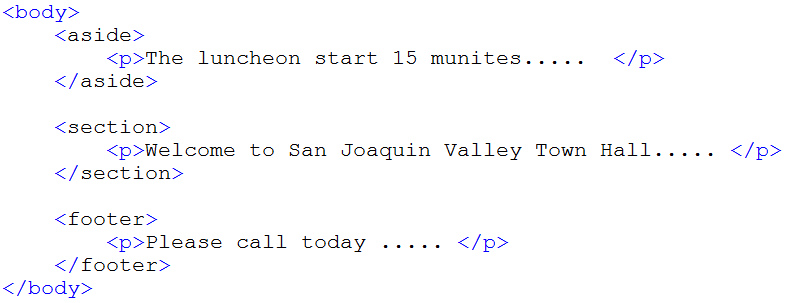 <body>
<aside>
<p>The luncheon start 15 munites.....  </p>
</aside>
<section>
<p>Welcome to San Joaquin Valley Town Hall..... </p>
</section>
<footer>
<p>Please call today ..... </p>
</footer>
</body>